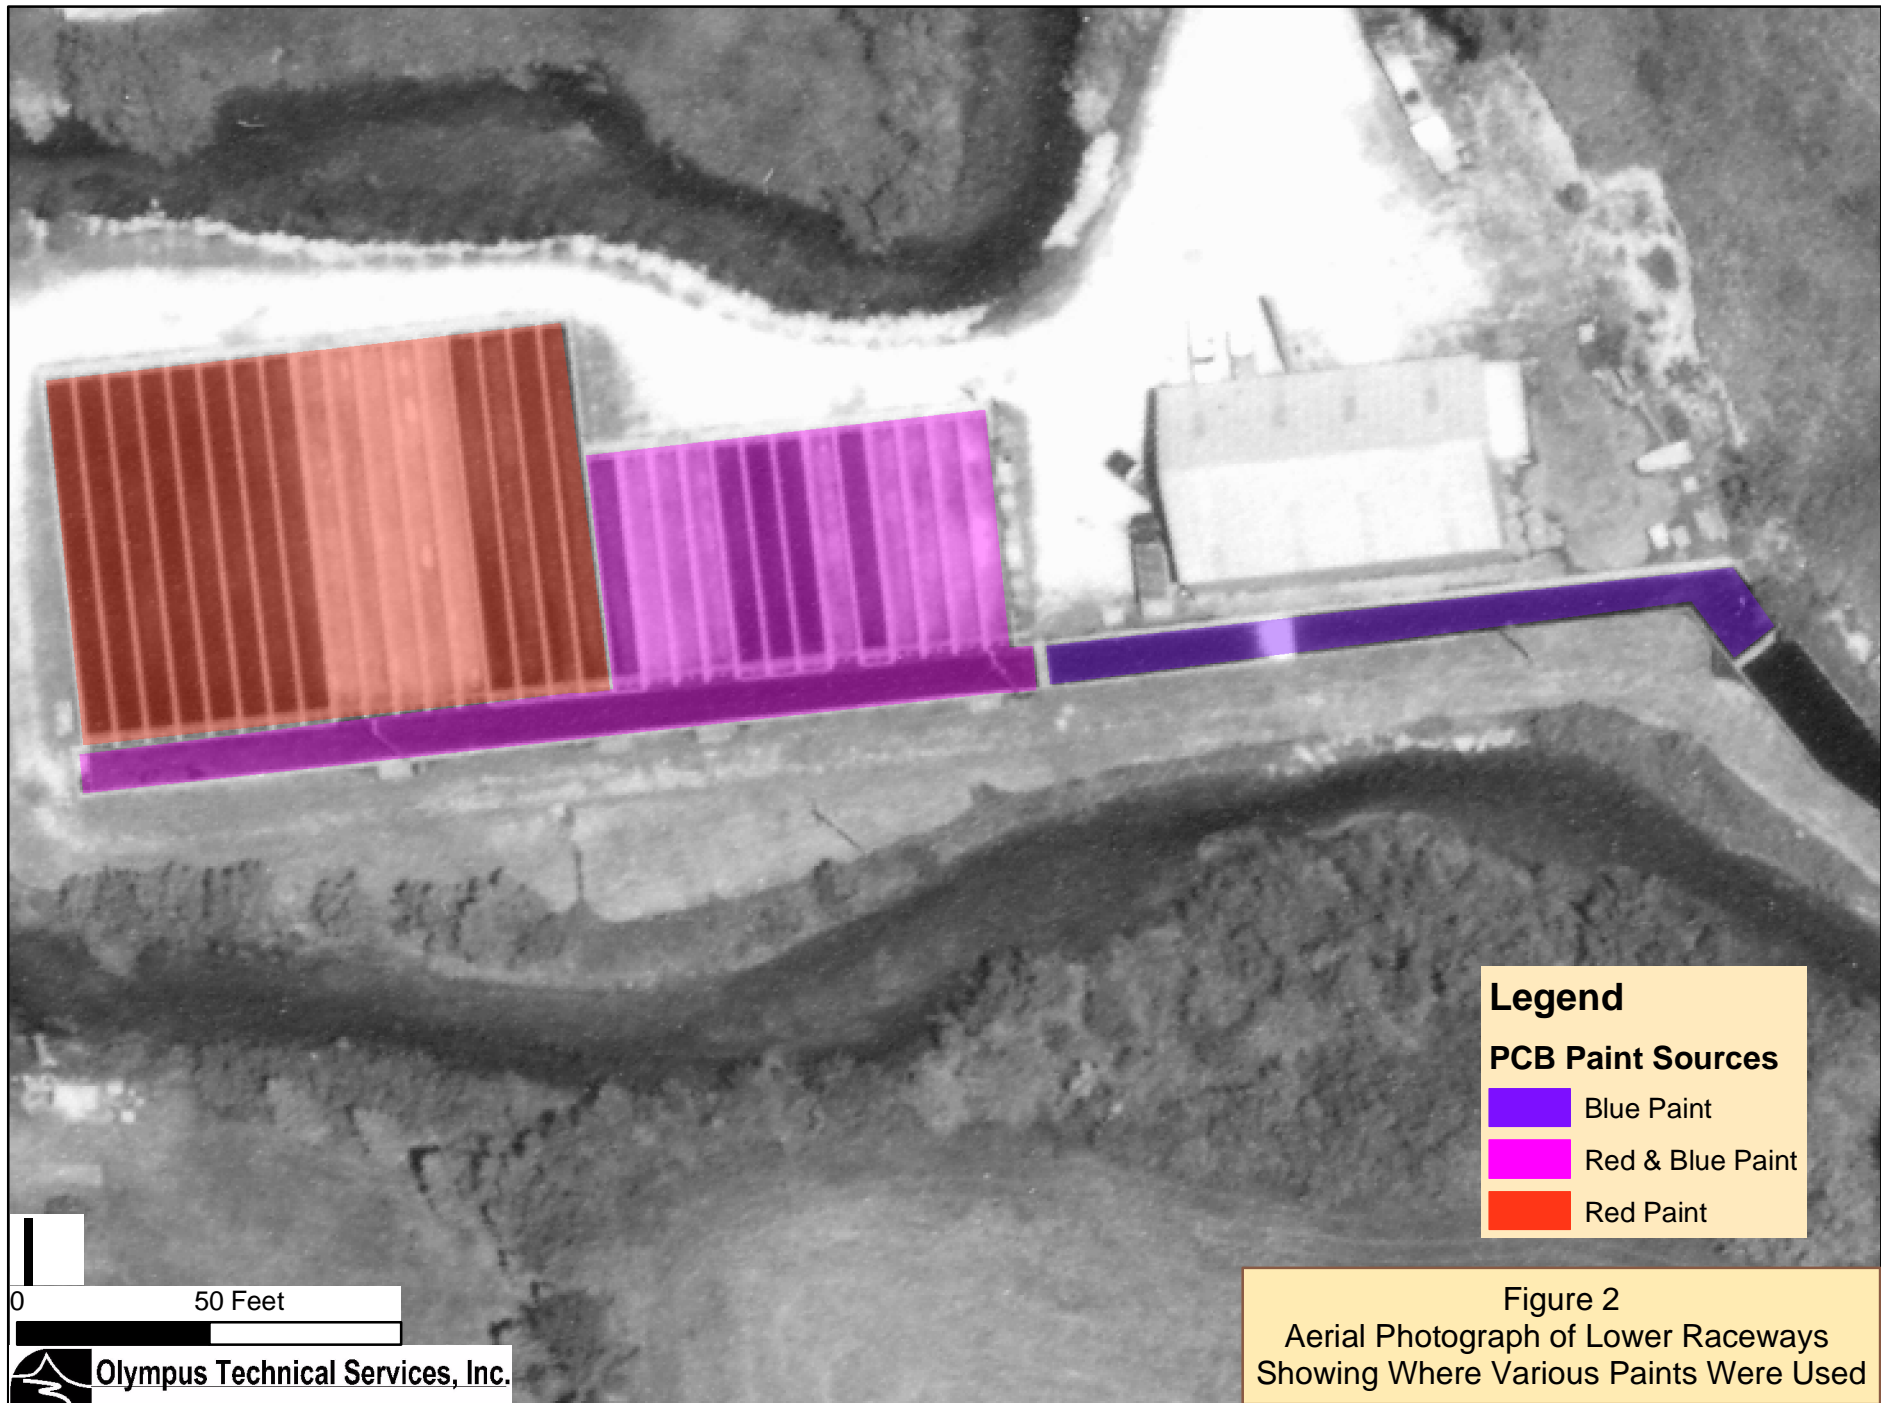 Legend
PCB Paint Sources
Blue Paint
Red & Blue Paint
Red Paint
0 50 Feet
Olympus Technical Services, Inc.
Figure 2
Aerial Photograph of Lower Raceways
Showing Where Various Paints Were Used